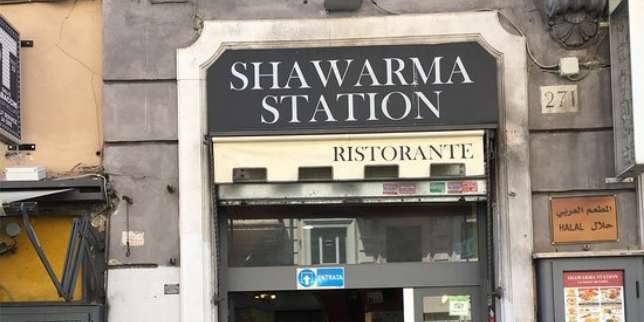 SHAWARMA
STATION
RISTORANTE
271
المطعم العربي
HALAL حلال
ENTRATA
SHAWARMA STATION